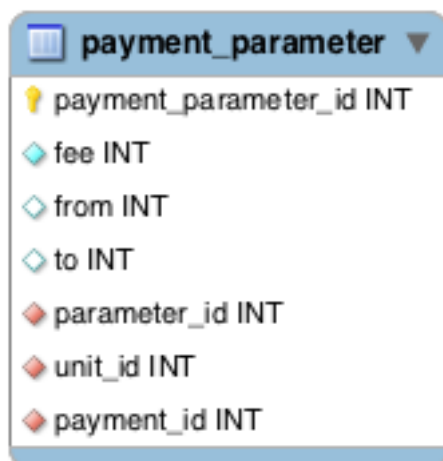 payment_parameter
payment_parameter_id INT
fee INT
from INT
to INT
parameter_id INT
unit_id INT
payment_id INT